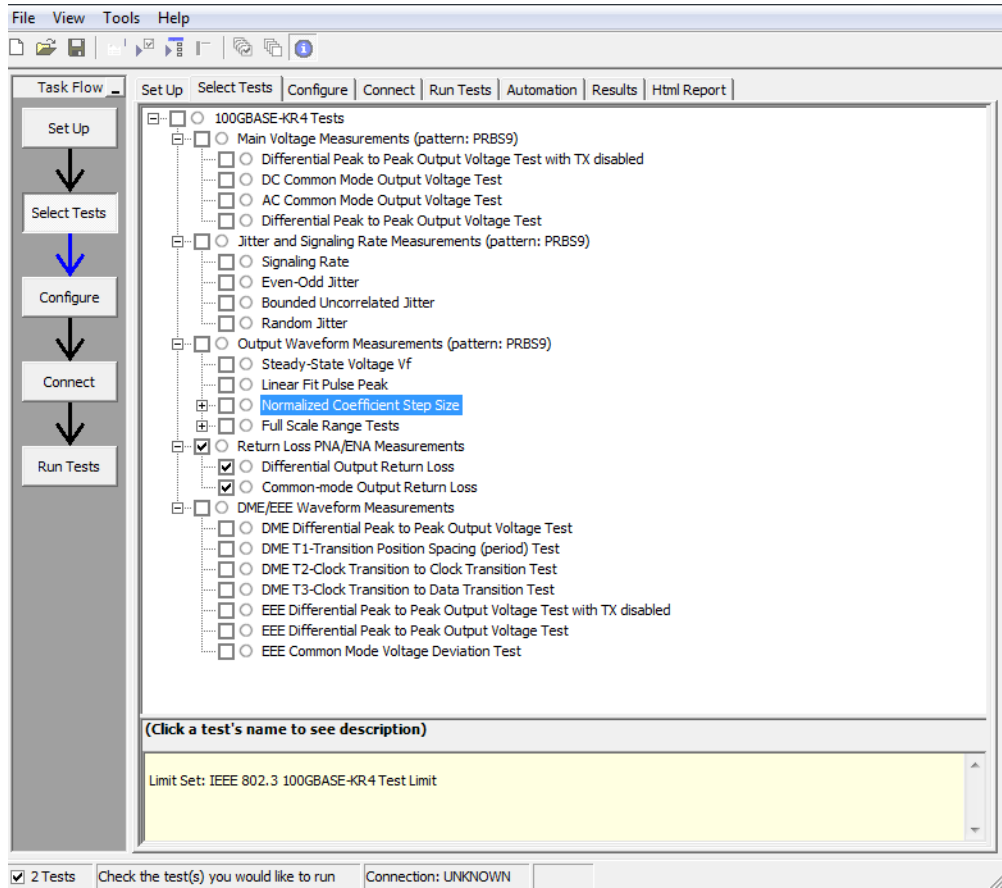 File View Tools Help
Task Flow
Set Up Select Tests Configure Connect Run Tests Automation Results Html Report
Set Up
Select Tests
Configure
Connect
Run Tests
100GBASE-KR4 Tests
Main Voltage Measurements (pattern: PRBS9)
Differential Peak to Peak Output Voltage Test with TX disabled
DC Common Mode Output Voltage Test
AC Common Mode Output Voltage Test
Differential Peak to Peak Output Voltage Test
Jitter and Signaling Rate Measurements (pattern: PRBS9)
Signaling Rate
Even-Odd Jitter
Bounded Uncorrelated Jitter
Random Jitter
Output Waveform Measurements (pattern: PRBS9)
Steady-State Voltage Vf
Linear Fit Pulse Peak
Normalized Coefficient Step Size
Full Scale Range Tests
Return Loss PNA/ENA Measurements
Differential Output Return Loss
Common-mode Output Return Loss
DME/EEE Waveform Measurements
DME Differential Peak to Peak Output Voltage Test
DME T1-Transition Position Spacing (period) Test
DME T2-Clock Transition to Clock Transition Test
DME T3-Clock Transition to Data Transition Test
EEE Differential Peak to Peak Output Voltage Test with TX disabled
EEE Differential Peak to Peak Output Voltage Test
EEE Common Mode Voltage Deviation Test
(Click a test's name to see description)
Limit Set: IEEE 802.3 100GBASE-KR4 Test Limit
2 Tests Check the test(s) you would like to run Connection: UNKNOWN